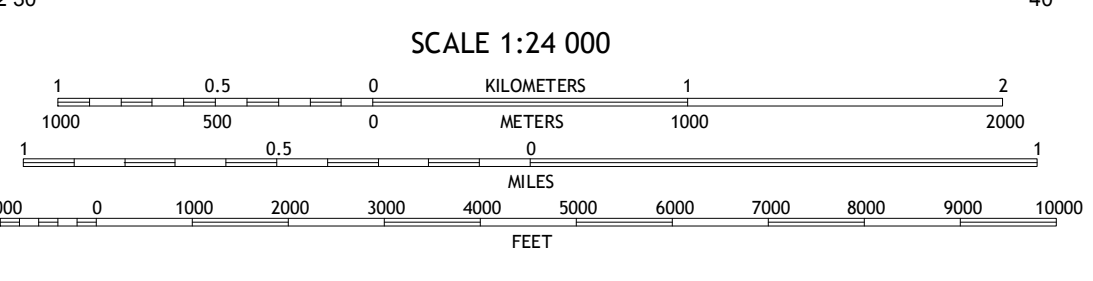 SCALE 1:24 000
1 0.5 0 KILOMETERS 1 2
1000 500 0 METERS 1000 2000
1 0.5 0 1
MILES
0 1000 2000 3000 4000 5000 6000 7000 8000 9000 10000
FEET